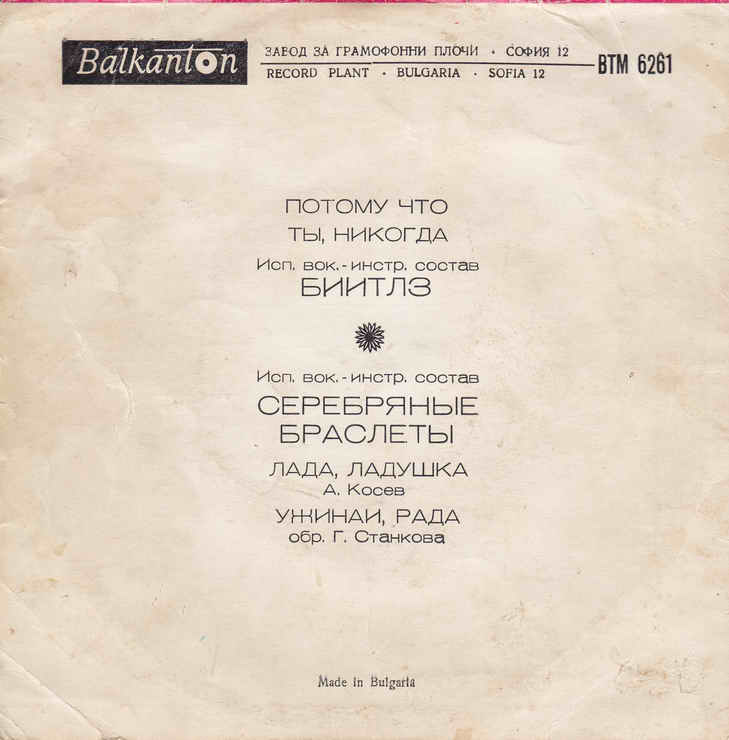 Balkanton
ЗАВОД ЗА ГРАМОФОННИ ПЛОЧИ • СОФИЯ 12
RECORD PLANT • BULGARIA • SOFIA 12
ВТМ 6261
ПОТОМУ ЧТО
ТЫ, НИКОГДА
Исп. вок.-инстр. состав
БИИТЛЗ
Исп. вок.-инстр. состав
СЕРЕБРЯНЫЕ
БРАСЛЕТЫ
ЛАДА, ЛАДУШКА
А. Косев
УЖИНАИ, РАДА
обр. Г. Станкова
Made in Bulgaria